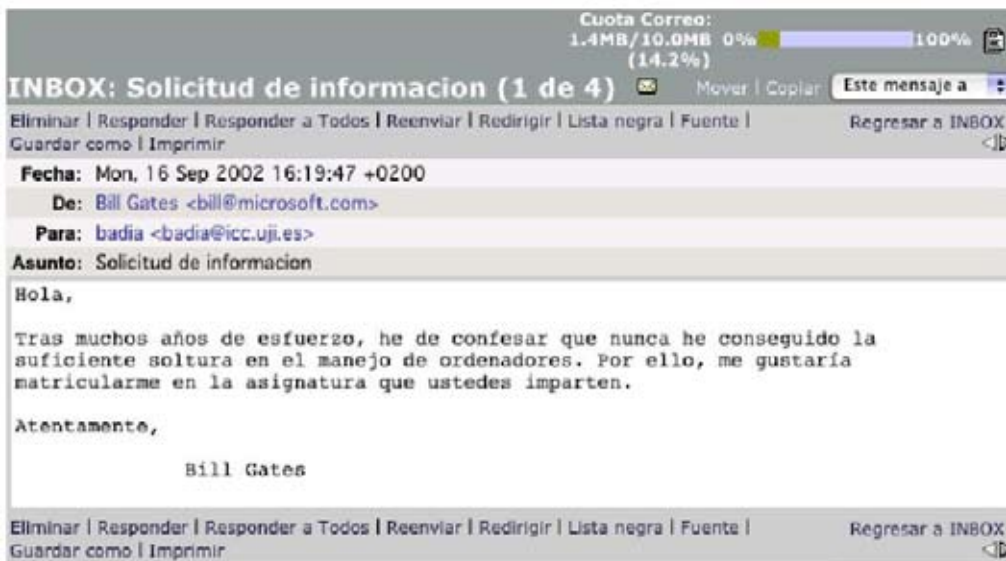 Cuota Correo:
1.4MB/10.0MB 0% 100%
(14.2%)
INBOX: Solicitud de informacion (1 de 4) Mover | Copiar Este mensaje a
Eliminar | Responder | Responder a Todos | Reenviar | Redirigir | Lista negra | Fuente | Regresar a INBOX
Guardar como | Imprimir
Fecha: Mon, 16 Sep 2002 16:19:47 +0200
De: Bill Gates <bill@microsoft.com>
Para: badia <badia@icc.uji.es>
Asunto: Solicitud de informacion
Hola,
Tras muchos años de esfuerzo, he de confesar que nunca he conseguido la
suficiente soltura en el manejo de ordenadores. Por ello, me gustaría
matricularme en la asignatura que ustedes imparten.
Atentamente,
Bill Gates
Eliminar | Responder | Responder a Todos | Reenviar | Redirigir | Lista negra | Fuente | Regresar a INBOX
Guardar como | Imprimir